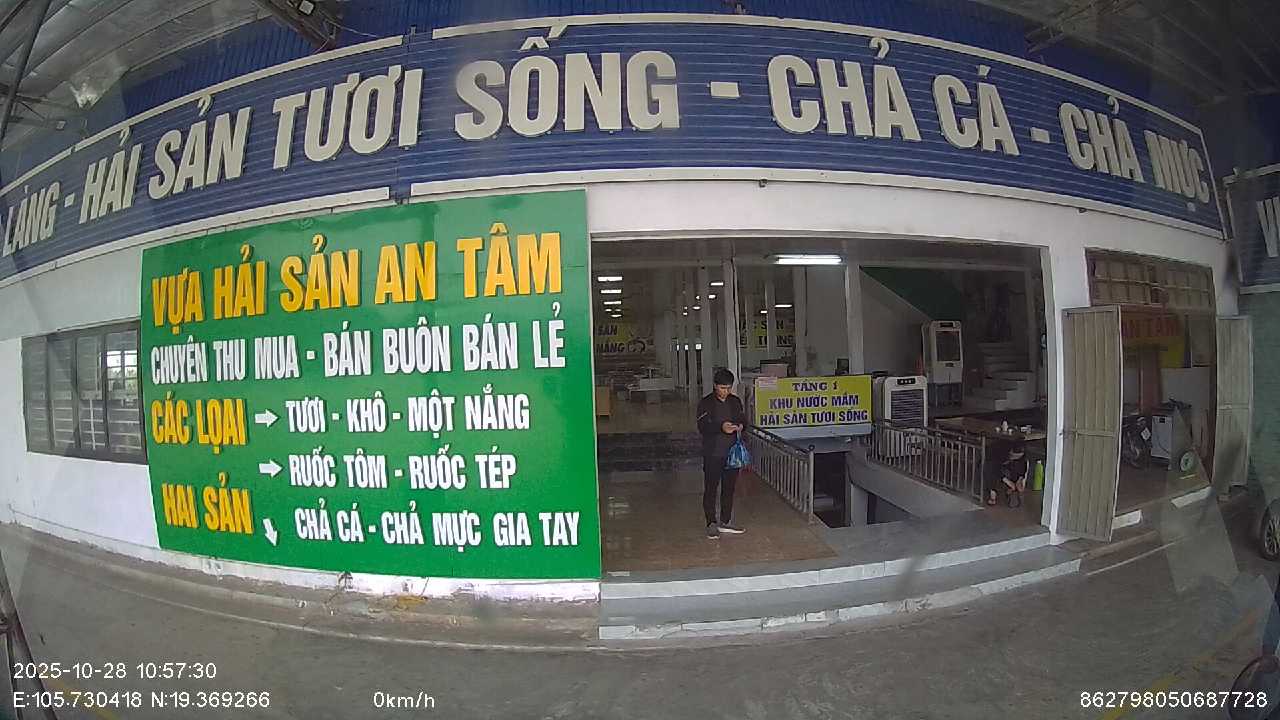 LÀNG - HẢI SẢN TƯƠI SỐNG - CHẢ CÁ - CHẢ MỰC
VỰA HẢI SẢN AN TÂM
CHUYÊN THU MUA - BÁN BUÔN BÁN LẺ
CÁC LOẠI → TƯƠI - KHÔ - MỘT NẮNG
→ RUỐC TÔM - RUỐC TÉP
HẢI SẢN CHẢ CÁ - CHẢ MỰC GIA TAY
TẦNG 1
KHU NƯỚC MẮM
HẢI SẢN TƯƠI SỐNG
AN TÂM
2025-10-28 10:57:30
E:105.730418 N:19.369266 0km/h 862798050687728